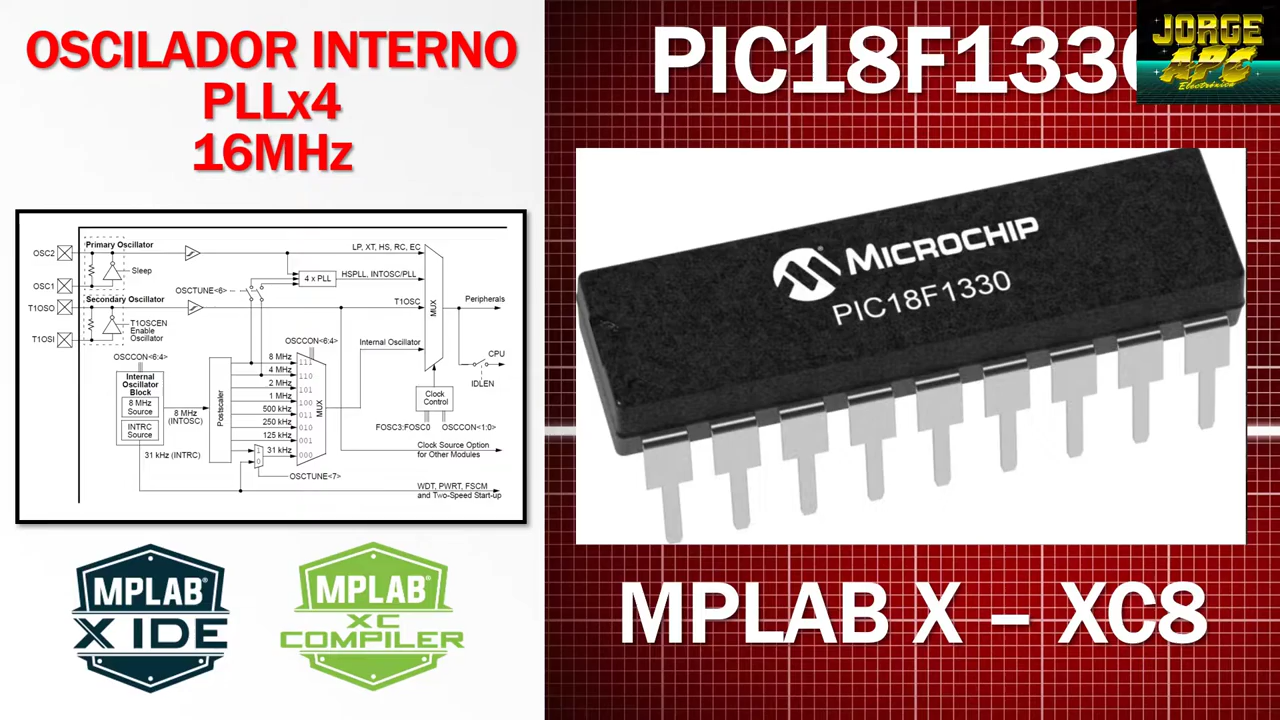 OSCILADOR INTERNO
PLLx4
16MHz
OSC2
Primary Oscillator
Sleep
OSC1
T1OSO
Secondary Oscillator
T1OSCEN
Enable
Oscillator
T1OSI
OSCTUNE<6>
4 x PLL
LP, XT, HS, RC, EC
HSPLL, INTOSC/PLL
T1OSC
Internal Oscillator
MUX
Peripherals
CPU
IDLEN
Clock
Control
FOSC3:FOSC0
OSCCON<1:0>
Clock Source Option
for Other Modules
OSCCON<6:4>
Internal
Oscillator
Block
8 MHz
Source
INTRC
Source
8 MHz
(INTOSC)
31 kHz (INTRC)
Postscaler
OSCCON<6:4>
8 MHz
111
4 MHz
110
2 MHz
101
1 MHz
100
500 kHz
011
250 kHz
010
125 kHz
001
31 kHz
000
MUX
1
0
OSCTUNE<7>
WDT, PWRT, FSCM
and Two-Speed Start-up
MPLAB®
X IDE
MPLAB®
XC
COMPILER
PIC18F1330
JORGE
APC
Electrónico
MICROCHIP
PIC18F1330
MPLAB X – XC8